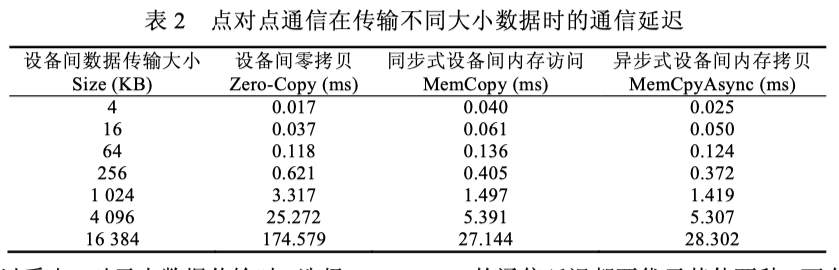 表 2 点对点通信在传输不同大小数据时的通信延迟
设备间数据传输大小 设备间零拷贝 同步式设备间内存访问 异步式设备间内存拷贝
Size (KB) Zero-Copy (ms) MemCopy (ms) MemCpyAsync (ms)
4 0.017 0.040 0.025
16 0.037 0.061 0.050
64 0.118 0.136 0.124
256 0.621 0.405 0.372
1 024 3.317 1.497 1.419
4 096 25.272 5.391 5.307
16 384 174.579 27.144 28.302